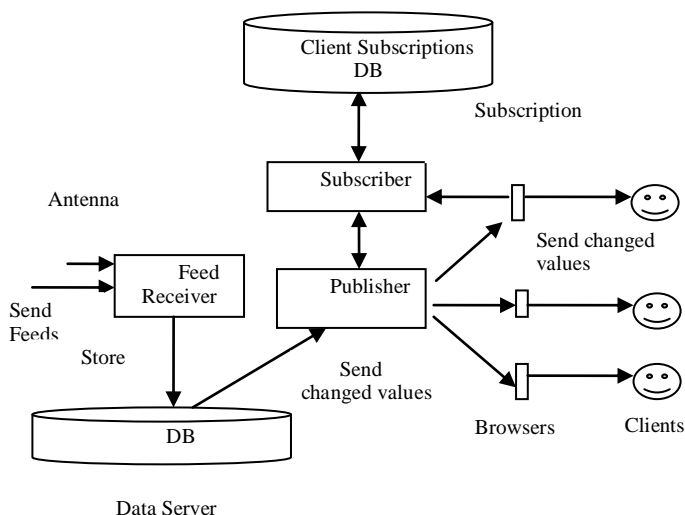 Client Subscriptions
DB
Subscription
Subscriber
Antenna
Send changed
values
Feed
Receiver
Publisher
Send
Feeds
Store
Send
changed values
DB
Browsers
Clients
Data Server